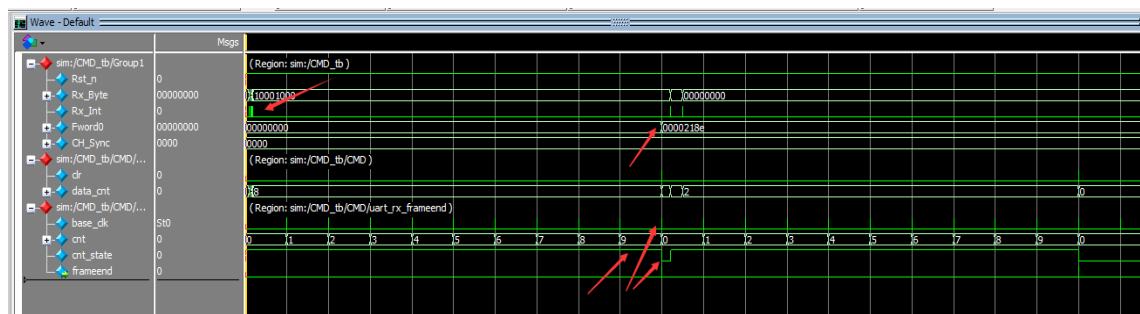 Wave - Default
Msgs
sim:/CMD_tb/Group1 (Region: sim:/CMD_tb )
Rst_n 0
Rx_Byte 00000000 10001000 00000000
Rx_Int 0
Fword0 00000000 00000000 0000218e
CH_Sync 0000 0000
sim:/CMD_tb/CMD/... (Region: sim:/CMD_tb/CMD )
clr 0
data_cnt 0 8 2 0
sim:/CMD_tb/CMD/... (Region: sim:/CMD_tb/CMD/uart_rx_frameend )
base_clk St0
cnt 0 0 1 2 3 4 5 6 7 8 9 0 1 2 3 4 5 6 7 8 9 0
cnt_state 0
frameend 0